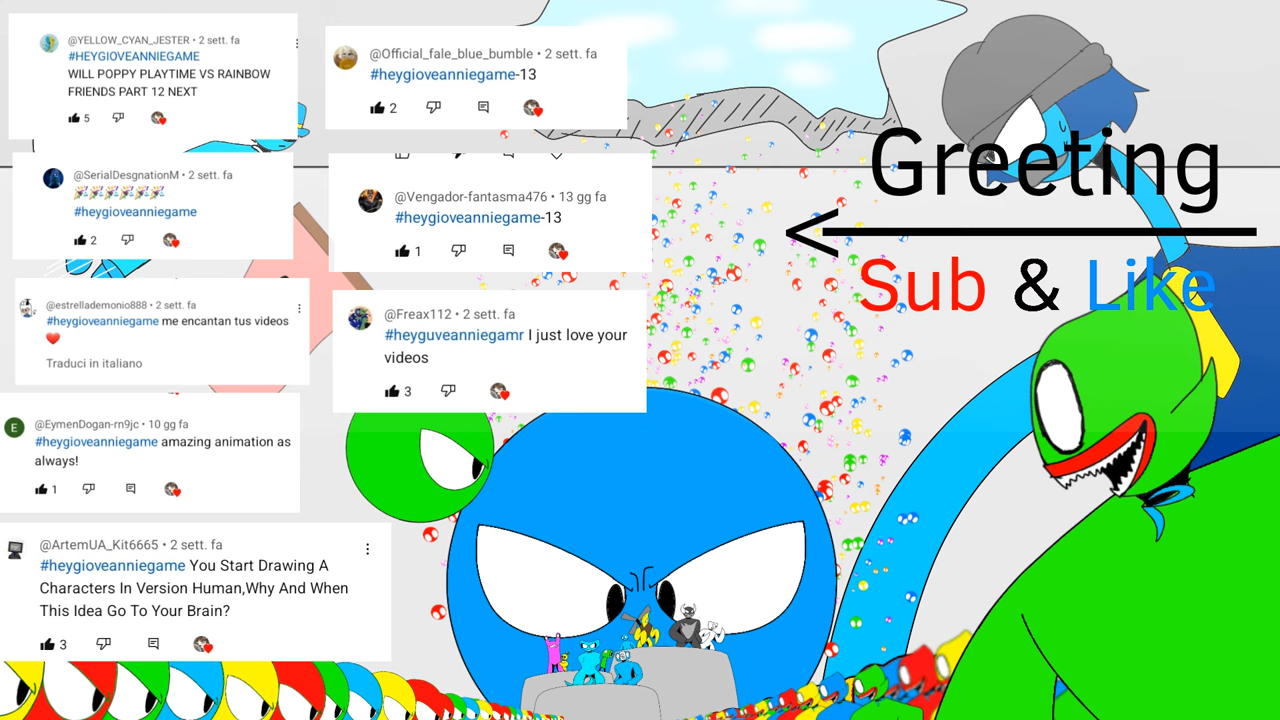 @YELLOW_CYAN_JESTER • 2 sett. fa
#HEYGIOVEANNIEGAME
WILL POPPY PLAYTIME VS RAINBOW
FRIENDS PART 12 NEXT
5
@SerialDesgnationM • 2 sett. fa
🎉🎉🎉🎉🎉🎉🎉🎉
#heygioveanniegame
2
@estrellademonio888 • 2 sett. fa
#heygioveanniegame me encantan tus videos
❤️
Traduci in italiano
E
@EymenDogan-rn9jc • 10 gg fa
#heygioveanniegame amazing animation as
always!
1
@ArtemUA_Kit6665 • 2 sett. fa
#heygioveanniegame You Start Drawing A
Characters In Version Human,Why And When
This Idea Go To Your Brain?
3
@Official_fale_blue_bumble • 2 sett. fa
#heygioveanniegame-13
2
@Vengador-fantasma476 • 13 gg fa
#heygioveanniegame-13
1
@Freax112 • 2 sett. fa
#heyguveanniegamr I just love your
videos
3
Greeting
Sub & Like